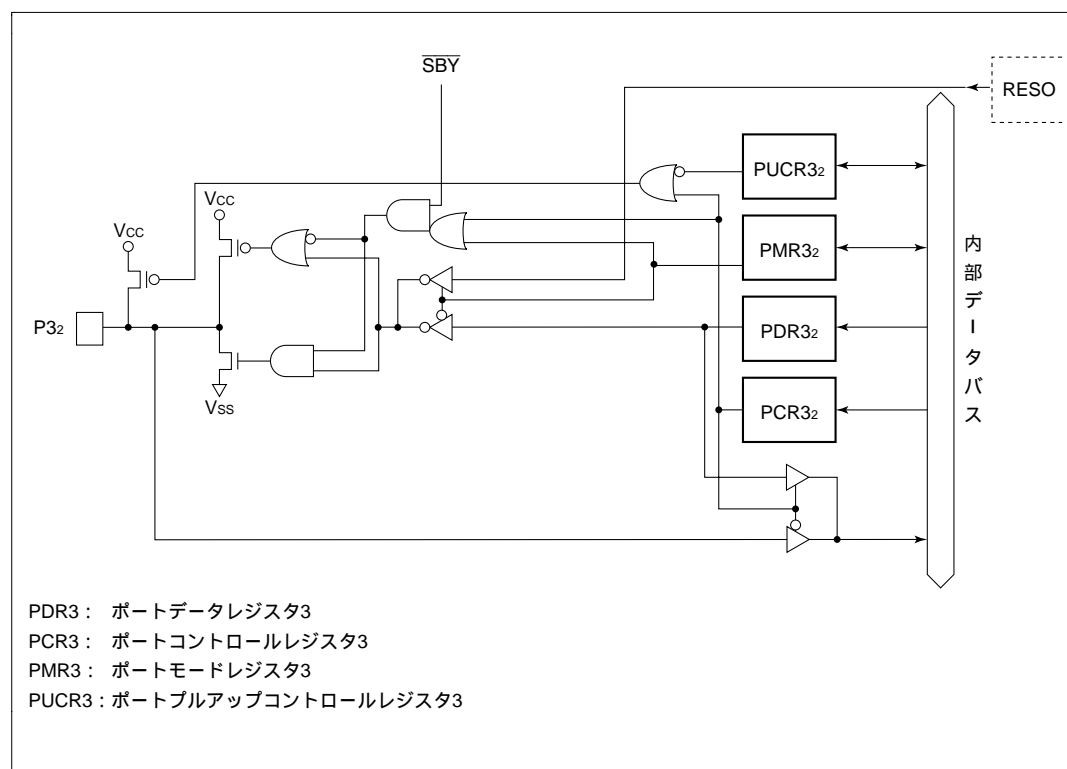 SBY
RESO
PUCR32
VCC
VCC
PMR32
内部データバス
P32
PDR32
VSS
PCR32
PDR3： ポートデータレジスタ3
PCR3： ポートコントロールレジスタ3
PMR3： ポートモードレジスタ3
PUCR3：ポートプルアップコントロールレジスタ3